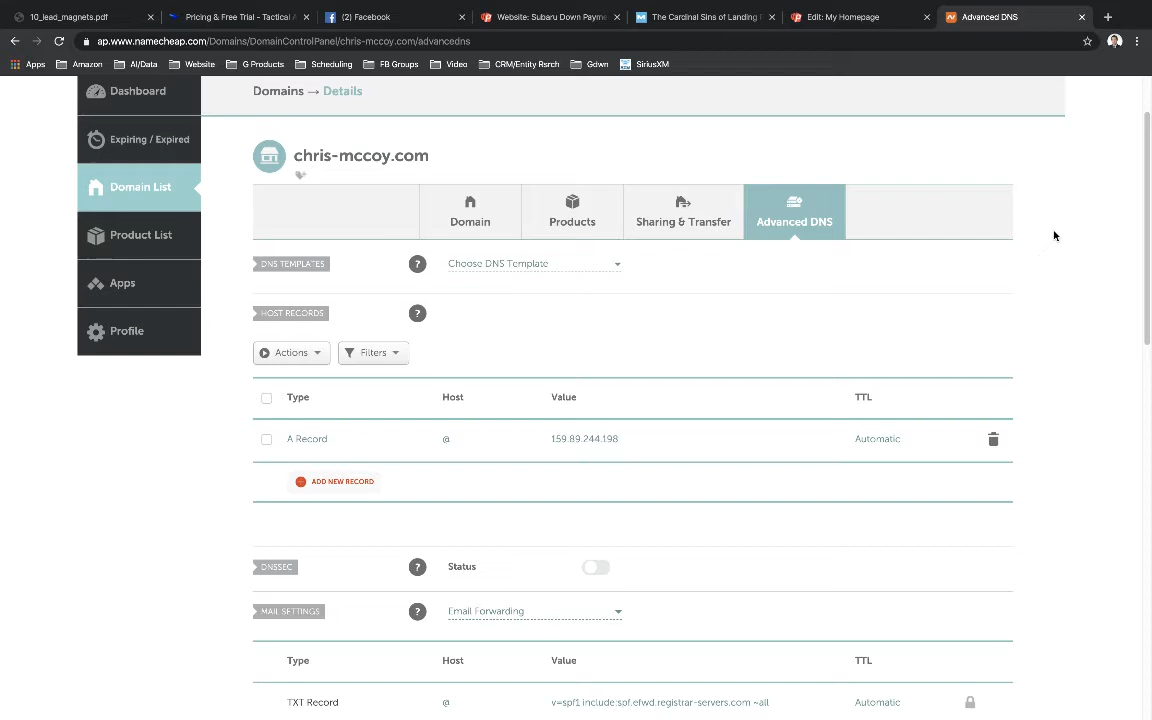 10_lead_magnets.pdf
Pricing & Free Trial - Tactical A
(2) Facebook
Website: Subaru Down Payme
The Cardinal Sins of Landing P
Edit: My Homepage
Advanced DNS
ap.www.namecheap.com/Domains/DomainControlPanel/chris-mccoy.com/advancedns
Apps
Amazon
AI/Data
Website
G Products
Scheduling
FB Groups
Video
CRM/Entity Rsrch
Gdwn
SiriusXM
Dashboard
Expiring / Expired
Domain List
Product List
Apps
Profile
Domains → Details
chris-mccoy.com
Domain
Products
Sharing & Transfer
Advanced DNS
DNS TEMPLATES
?
Choose DNS Template
HOST RECORDS
?
Actions
Filters
Type Host Value TTL
A Record @ 159.89.244.198 Automatic
ADD NEW RECORD
DNSSEC
?
Status
MAIL SETTINGS
?
Email Forwarding
Type Host Value TTL
TXT Record @ v=spf1 include:spf.efwd.registrar-servers.com ~all Automatic